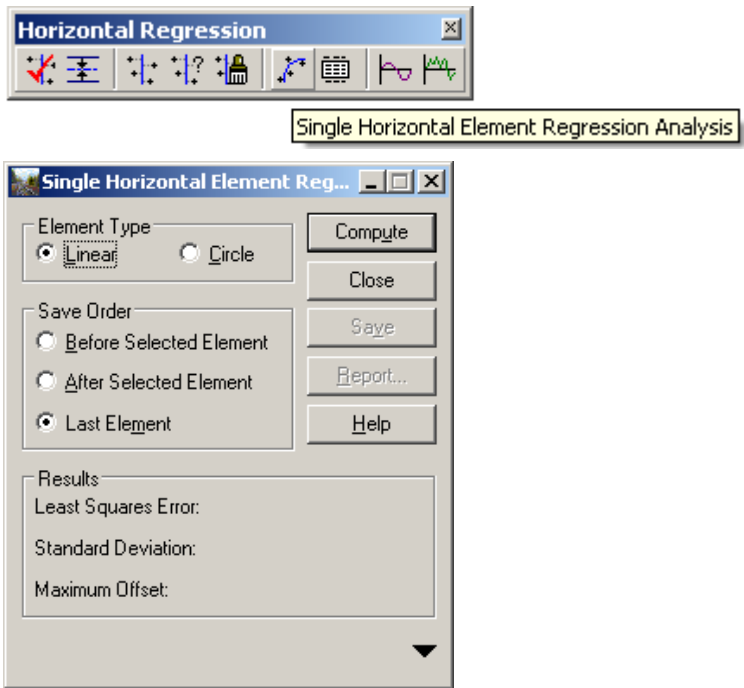 Horizontal Regression
Single Horizontal Element Regression Analysis
Single Horizontal Element Reg...
Element Type
Linear
Circle
Compute
Close
Save Order
Before Selected Element
After Selected Element
Last Element
Save
Report...
Help
Results
Least Squares Error:
Standard Deviation:
Maximum Offset: